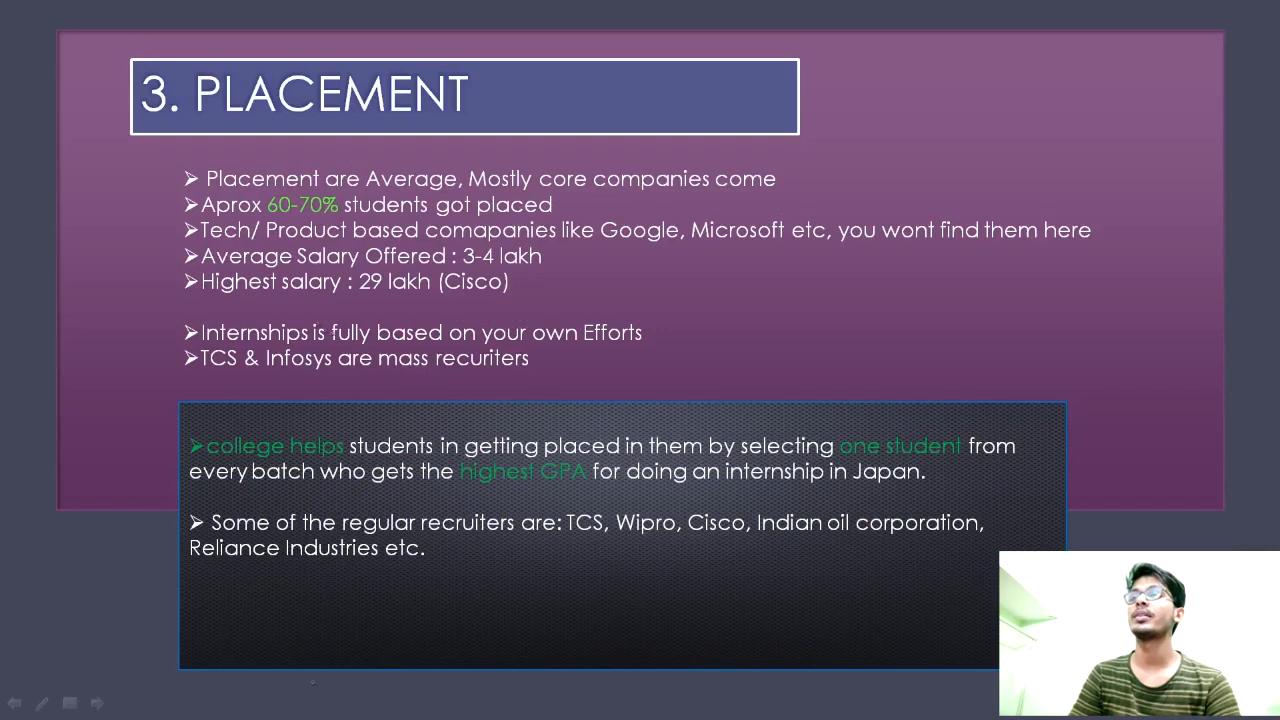 3. PLACEMENT
➢ Placement are Average, Mostly core companies come
➢Aprox 60-70% students got placed
➢Tech/ Product based comapanies like Google, Microsoft etc, you wont find them here
➢Average Salary Offered : 3-4 lakh
➢Highest salary : 29 lakh (Cisco)
➢Internships is fully based on your own Efforts
➢TCS & Infosys are mass recuriters
➢college helps students in getting placed in them by selecting one student from
every batch who gets the highest GPA for doing an internship in Japan.
➢ Some of the regular recruiters are: TCS, Wipro, Cisco, Indian oil corporation,
Reliance Industries etc.